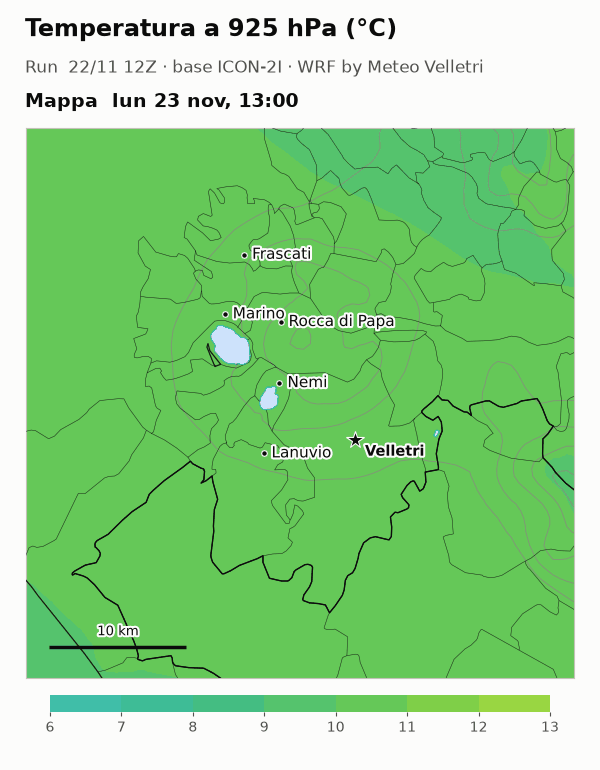 Temperatura a 925 hPa (°C)
Run  22/11 12Z · base ICON-2I · WRF by Meteo Velletri
Mappa  lun 23 nov, 13:00
Frascati
Marino
Rocca di Papa
Nemi
Velletri
Lanuvio
10 km
6 7 8 9 10 11 12 13